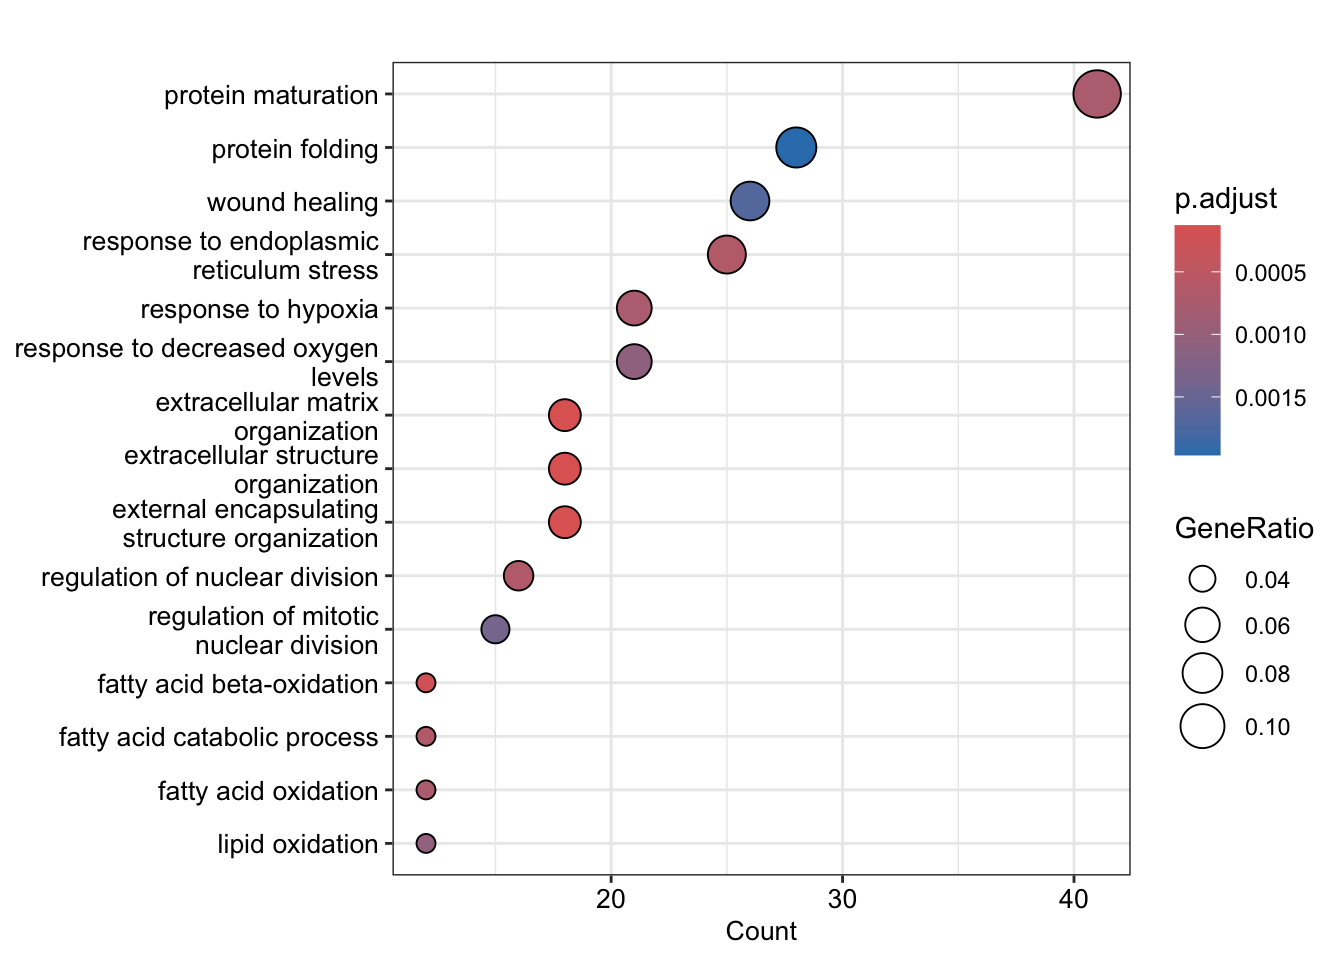 protein maturation
protein folding
wound healing
response to endoplasmic
reticulum stress
response to hypoxia
response to decreased oxygen
levels
extracellular matrix
organization
extracellular structure
organization
external encapsulating
structure organization
regulation of nuclear division
regulation of mitotic
nuclear division
fatty acid beta-oxidation
fatty acid catabolic process
fatty acid oxidation
lipid oxidation
20
30
40
Count
p.adjust
0.0005
0.0010
0.0015
GeneRatio
0.04
0.06
0.08
0.10